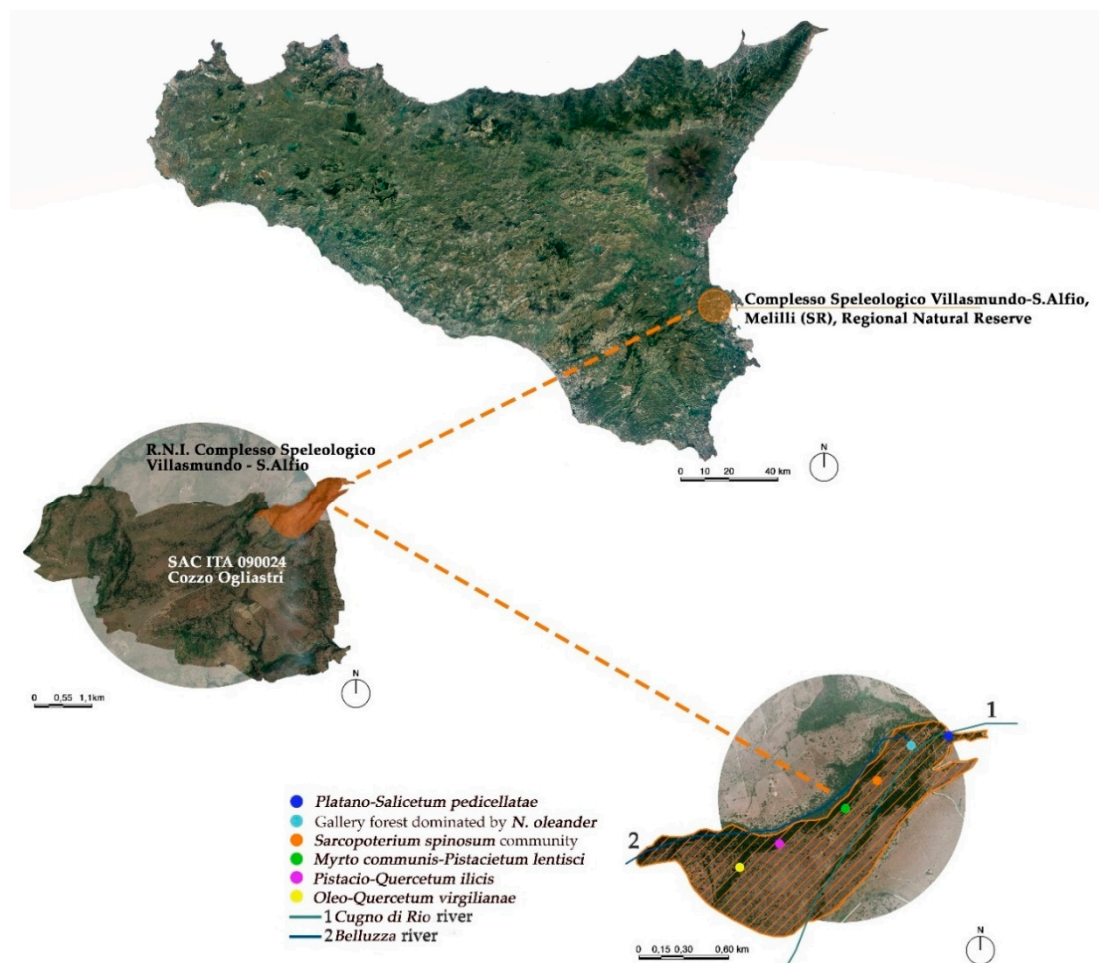 Complesso Speleologico Villasmundo-S.Alfio,
Melilli (SR), Regional Natural Reserve
N
0 10 20 40 km
R.N.I. Complesso Speleologico
Villasmundo - S.Alfio
SAC ITA 090024
Cozzo Ogliastri
N
0 0,55 1,1km
1
2
Platano-Salicetum pedicellatae
Gallery forest dominated by N. oleander
Sarcopoterium spinosum community
Myrto communis-Pistacietum lentisci
Pistacio-Quercetum ilicis
Oleo-Quercetum virgilianae
1 Cugno di Rio river
2 Belluzza river
N
0 0,15 0,30 0,60 km